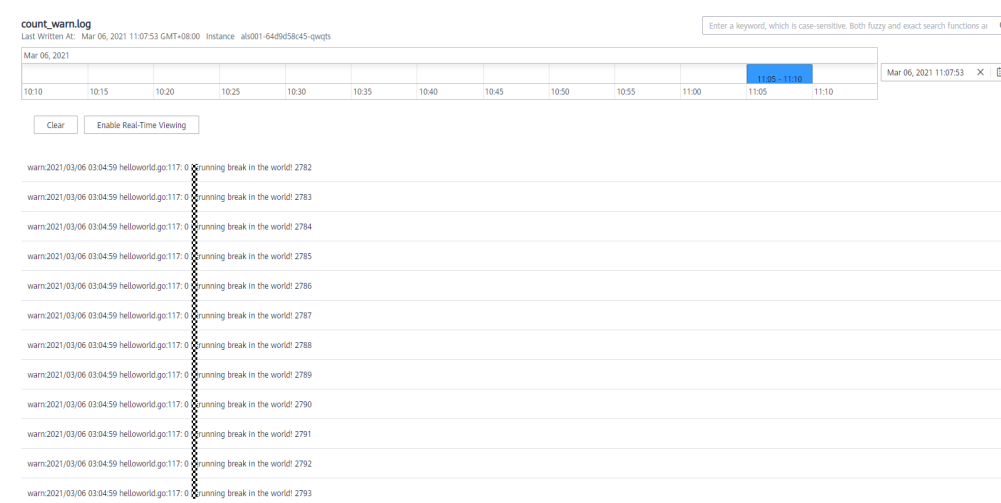 count_warn.log
Last Written At: Mar 06, 2021 11:07:53 GMT+08:00 Instance als001-64d9d58c45-qwqts
Enter a keyword, which is case-sensitive. Both fuzzy and exact search functions ar
Mar 06, 2021
11:05 - 11:10
Mar 06, 2021 11:07:53
10:10 10:15 10:20 10:25 10:30 10:35 10:40 10:45 10:50 10:55 11:00 11:05 11:10
Clear Enable Real-Time Viewing
warn:2021/03/06 03:04:59 helloworld.go:117: 0 running break in the world! 2782
warn:2021/03/06 03:04:59 helloworld.go:117: 0 running break in the world! 2783
warn:2021/03/06 03:04:59 helloworld.go:117: 0 running break in the world! 2784
warn:2021/03/06 03:04:59 helloworld.go:117: 0 running break in the world! 2785
warn:2021/03/06 03:04:59 helloworld.go:117: 0 running break in the world! 2786
warn:2021/03/06 03:04:59 helloworld.go:117: 0 running break in the world! 2787
warn:2021/03/06 03:04:59 helloworld.go:117: 0 running break in the world! 2788
warn:2021/03/06 03:04:59 helloworld.go:117: 0 running break in the world! 2789
warn:2021/03/06 03:04:59 helloworld.go:117: 0 running break in the world! 2790
warn:2021/03/06 03:04:59 helloworld.go:117: 0 running break in the world! 2791
warn:2021/03/06 03:04:59 helloworld.go:117: 0 running break in the world! 2792
warn:2021/03/06 03:04:59 helloworld.go:117: 0 running break in the world! 2793